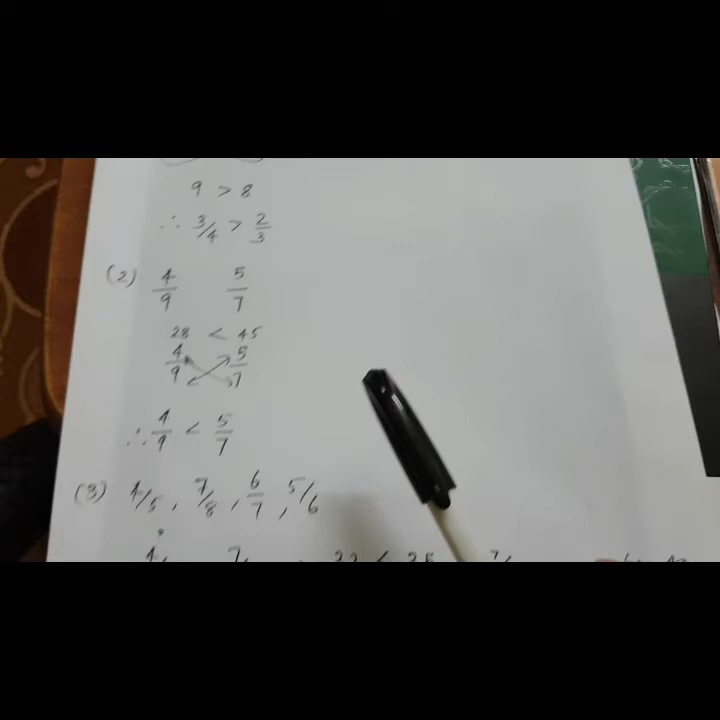 9 > 8
∴ 3/4 > 2/3
(2) 4/9 5/7
28 < 45
4/9 5/7
∴ 4/9 < 5/7
(3) 4/5, 7/8, 6/7, 5/6